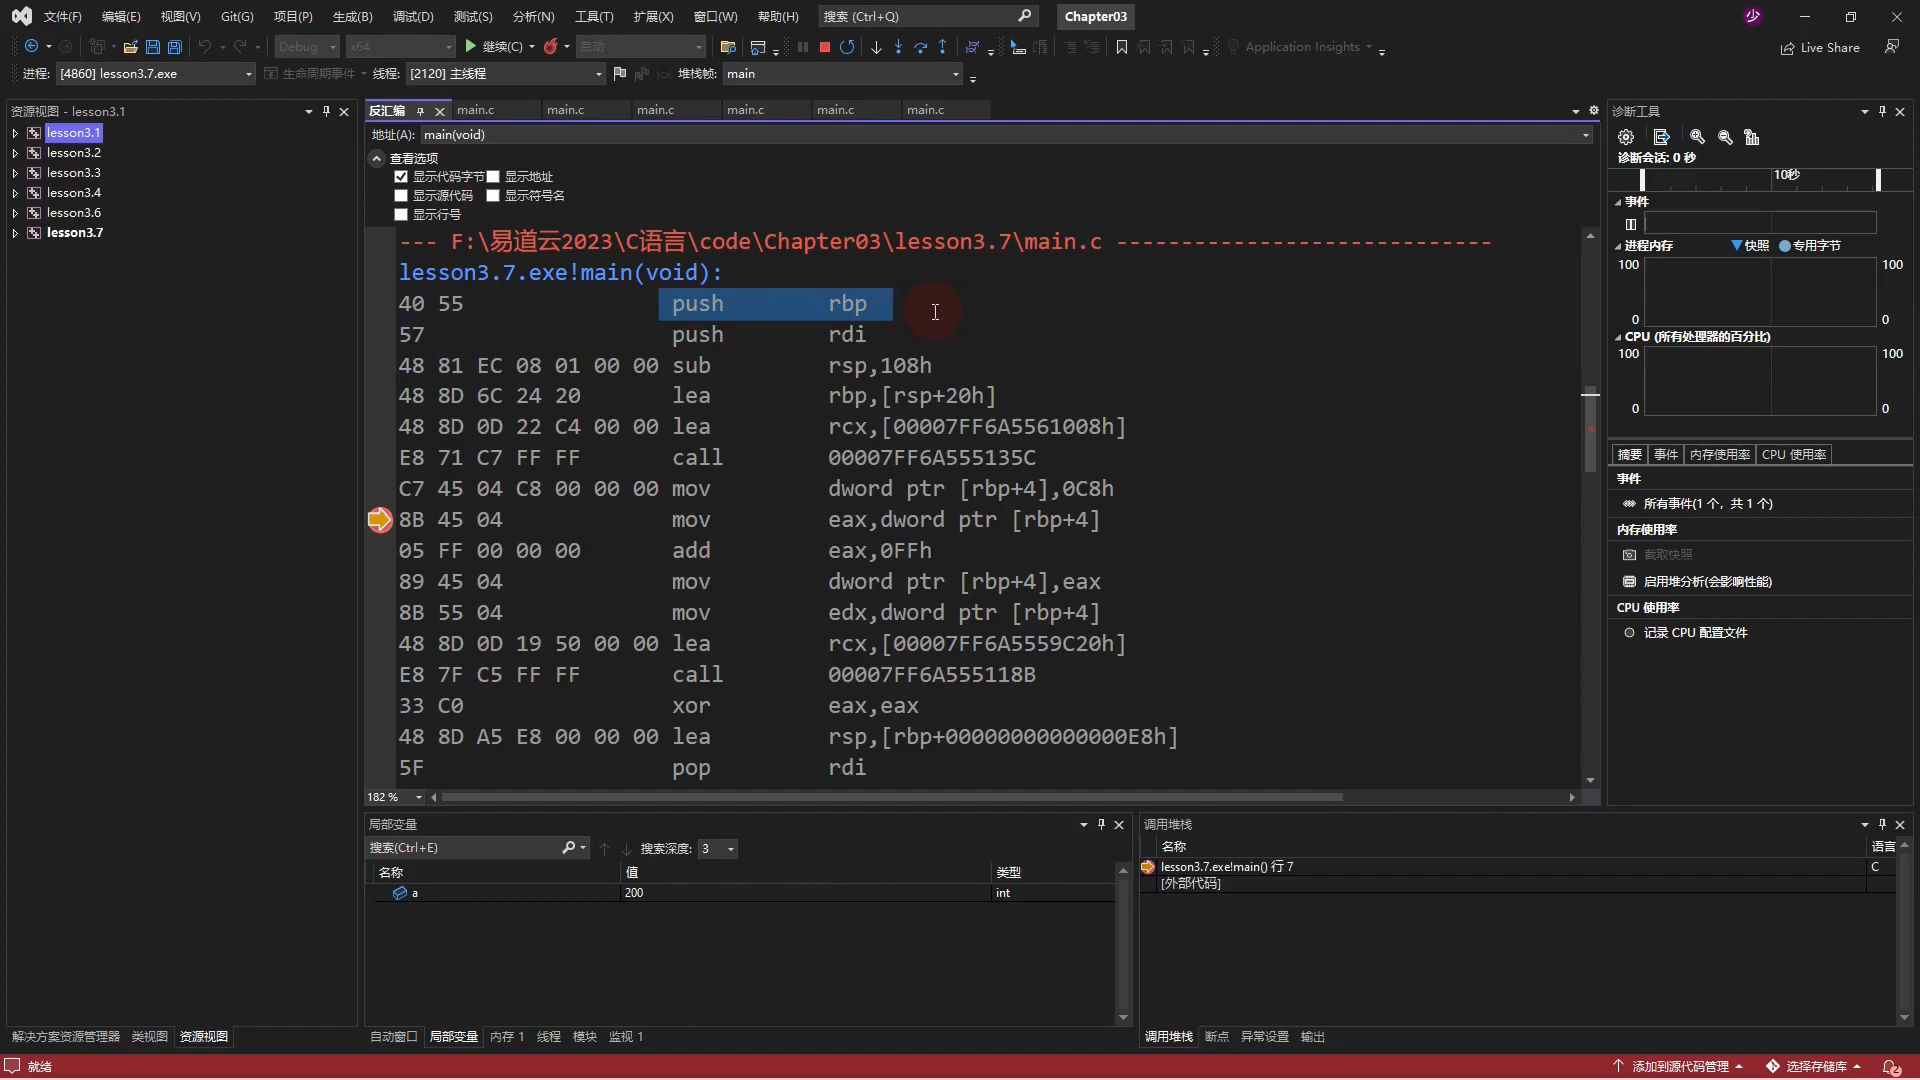 文件(F) 编辑(E) 视图(V) Git(G) 项目(P) 生成(B) 调试(D) 测试(S) 分析(N) 工具(T) 扩展(X) 窗口(W) 帮助(H) 搜索 (Ctrl+Q) Chapter03 少
Debug x64 继续(C) 自动 Application Insights Live Share
进程: [4860] lesson3.7.exe 生命周期事件 线程: [2120] 主线程 堆栈帧: main
资源视图 - lesson3.1
lesson3.1
lesson3.2
lesson3.3
lesson3.4
lesson3.6
lesson3.7
解决方案资源管理器 类视图 资源视图
反汇编 main.c main.c main.c main.c main.c main.c
地址(A): main(void)
查看选项
显示代码字节 显示地址
显示源代码 显示符号名
显示行号
--- F:\易道云2023\C语言\code\Chapter03\lesson3.7\main.c -----------------------------
lesson3.7.exe!main(void):
40 55 push rbp
57 push rdi
48 81 EC 08 01 00 00 sub rsp,108h
48 8D 6C 24 20 lea rbp,[rsp+20h]
48 8D 0D 22 C4 00 00 lea rcx,[00007FF6A5561008h]
E8 71 C7 FF FF call 00007FF6A555135C
C7 45 04 C8 00 00 00 mov dword ptr [rbp+4],0C8h
8B 45 04 mov eax,dword ptr [rbp+4]
05 FF 00 00 00 add eax,0FFh
89 45 04 mov dword ptr [rbp+4],eax
8B 55 04 mov edx,dword ptr [rbp+4]
48 8D 0D 19 50 00 00 lea rcx,[00007FF6A5559C20h]
E8 7F C5 FF FF call 00007FF6A555118B
33 C0 xor eax,eax
48 8D A5 E8 00 00 00 lea rsp,[rbp+00000000000000E8h]
5F pop rdi
182 %
局部变量
搜索(Ctrl+E) 搜索深度: 3
名称 值 类型
a 200 int
自动窗口 局部变量 内存 1 线程 模块 监视 1
调用堆栈
名称 语言
lesson3.7.exe!main() 行 7 C
[外部代码]
调用堆栈 断点 异常设置 输出
诊断工具
诊断会话: 0 秒
10秒
事件
进程内存 快照 专用字节
100 100
0 0
CPU (所有处理器的百分比)
100 100
0 0
摘要 事件 内存使用率 CPU 使用率
事件
所有事件(1 个，共 1 个)
内存使用率
截取快照
启用堆分析(会影响性能)
CPU 使用率
记录 CPU 配置文件
就绪 添加到源代码管理 选择存储库 2